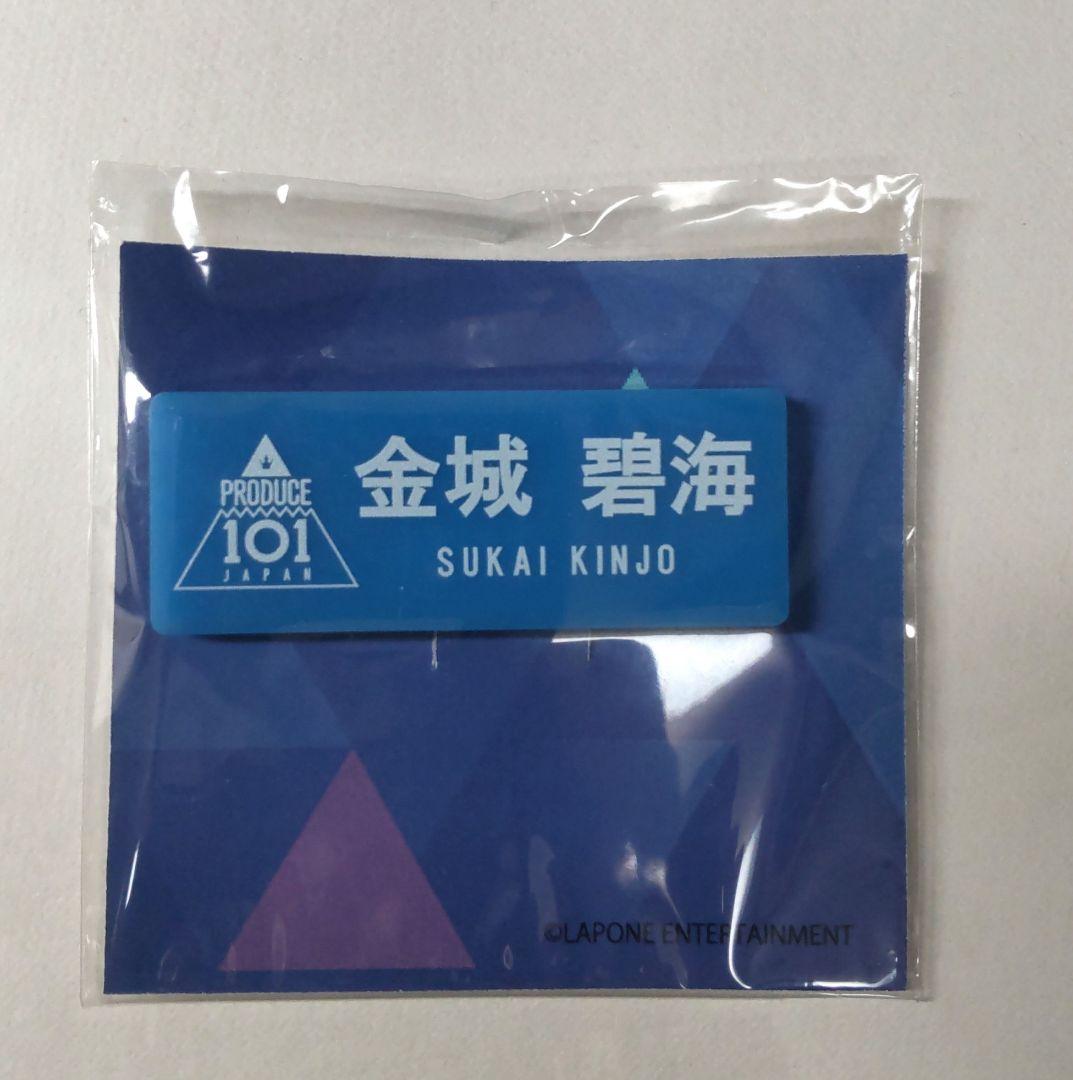 PRODUCE
101
JAPAN
金城 碧海
SUKAI KINJO
©LAPONE ENTERTAINMENT